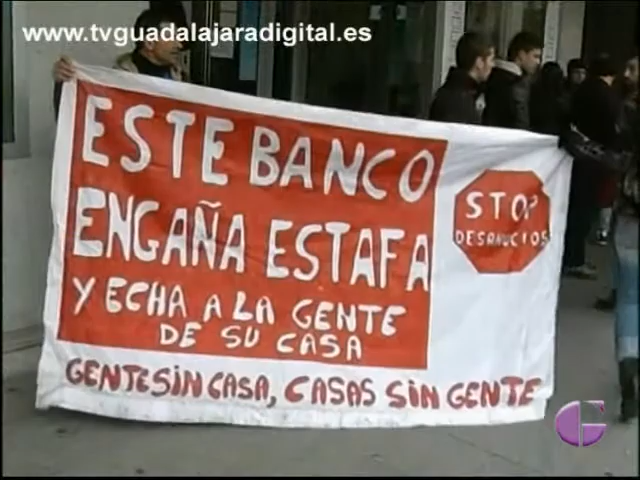 www.tvguadalajaradigital.es
ESTE BANCO
ENGAÑA ESTAFA
Y ECHA A LA GENTE
DE SU CASA
GENTE SIN CASA, CASAS SIN GENTE
STOP
DESAHUCIOS
G